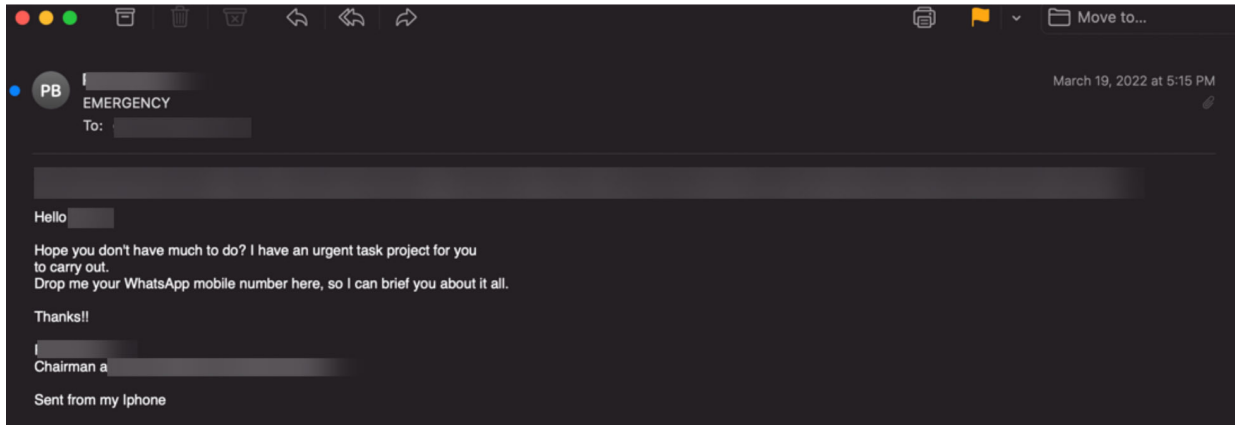 Move to...
PB
March 19, 2022 at 5:15 PM
EMERGENCY
To:
Hello
Hope you don't have much to do? I have an urgent task project for you
to carry out.
Drop me your WhatsApp mobile number here, so I can brief you about it all.
Thanks!!
Chairman a
Sent from my Iphone